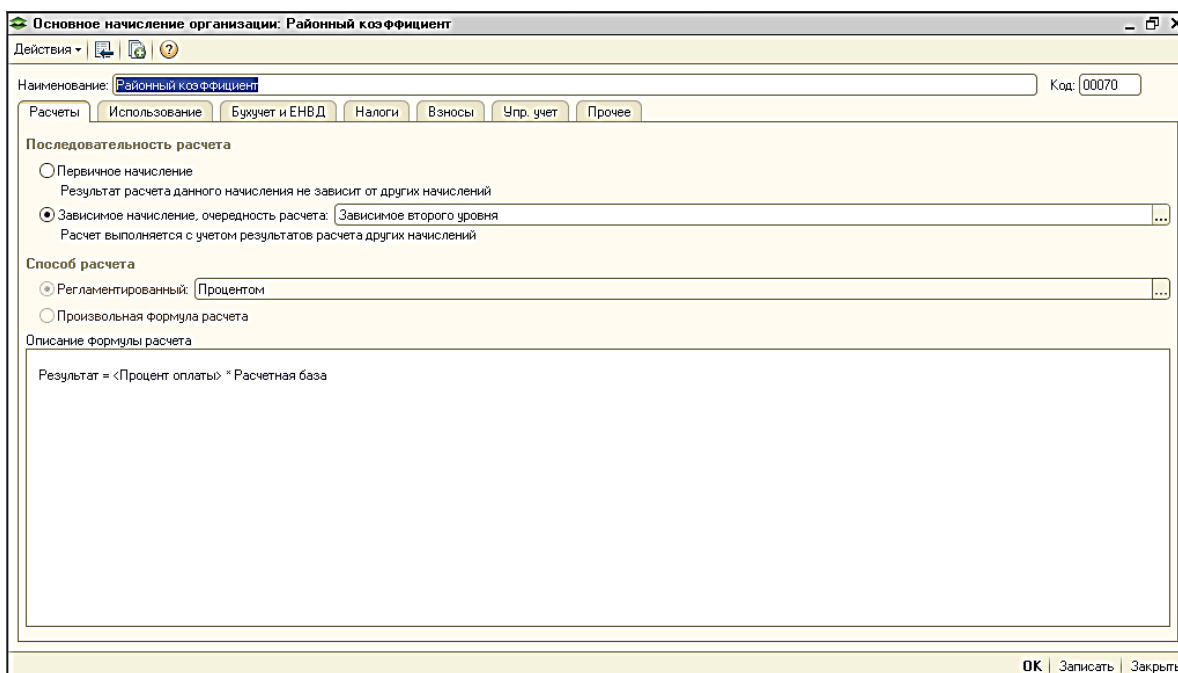 Основное начисление организации: Районный коэффициент
Действия
Наименование: Районный коэффициент Код: 00070
Расчеты Использование Бухучет и ЕНВД Налоги Взносы Упр. учет Прочее
Последовательность расчета
Первичное начисление
Результат расчета данного начисления не зависит от других начислений
Зависимое начисление, очередность расчета: Зависимое второго уровня ...
Расчет выполняется с учетом результатов расчета других начислений
Способ расчета
Регламентированный: Процентом ...
Произвольная формула расчета
Описание формулы расчета
Результат = <Процент оплаты> * Расчетная база
OK Записать Закрыть